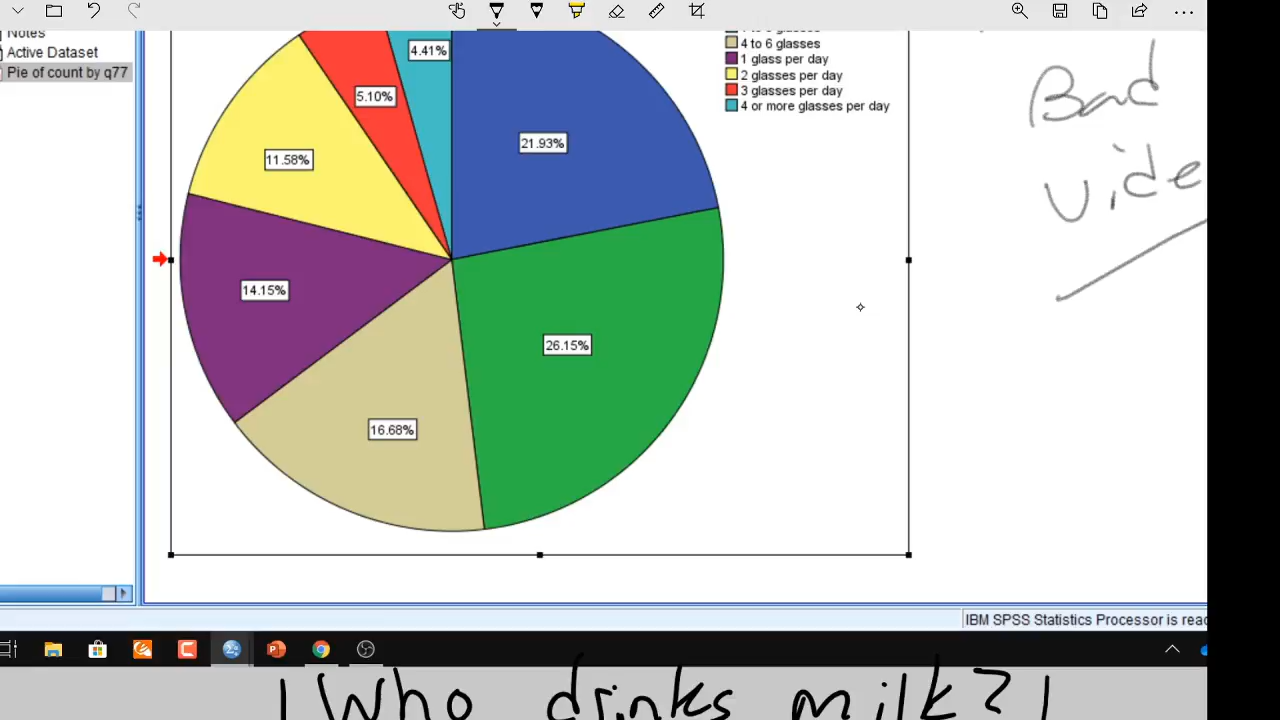 Notes
Active Dataset
Pie of count by q77
4 to 6 glasses
1 glass per day
2 glasses per day
3 glasses per day
4 or more glasses per day
4.41%
5.10%
21.93%
11.58%
14.15%
26.15%
16.68%
Bad
vide
IBM SPSS Statistics Processor is reac
Who drinks milk?